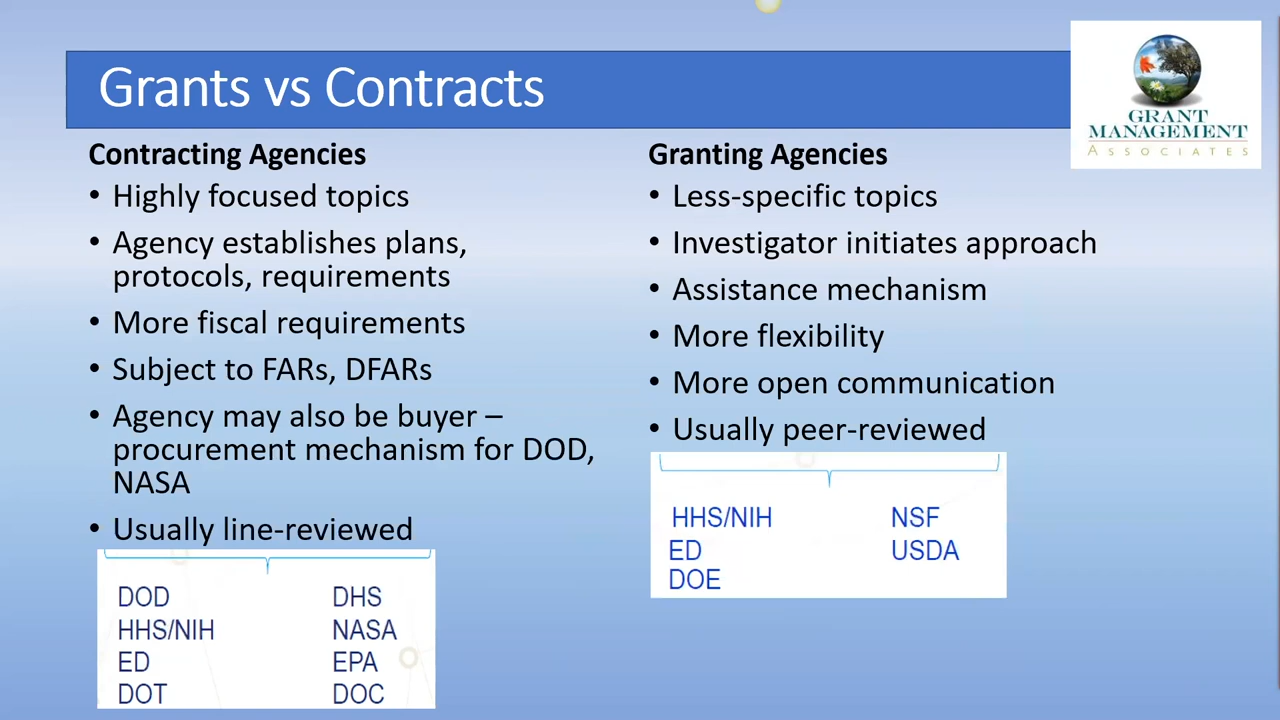 Grants vs Contracts
GRANT
MANAGEMENT
ASSOCIATES
Contracting Agencies
• Highly focused topics
• Agency establishes plans,
protocols, requirements
• More fiscal requirements
• Subject to FARs, DFARs
• Agency may also be buyer –
procurement mechanism for DOD,
NASA
• Usually line-reviewed
DOD DHS
HHS/NIH NASA
ED EPA
DOT DOC
Granting Agencies
• Less-specific topics
• Investigator initiates approach
• Assistance mechanism
• More flexibility
• More open communication
• Usually peer-reviewed
HHS/NIH NSF
ED USDA
DOE